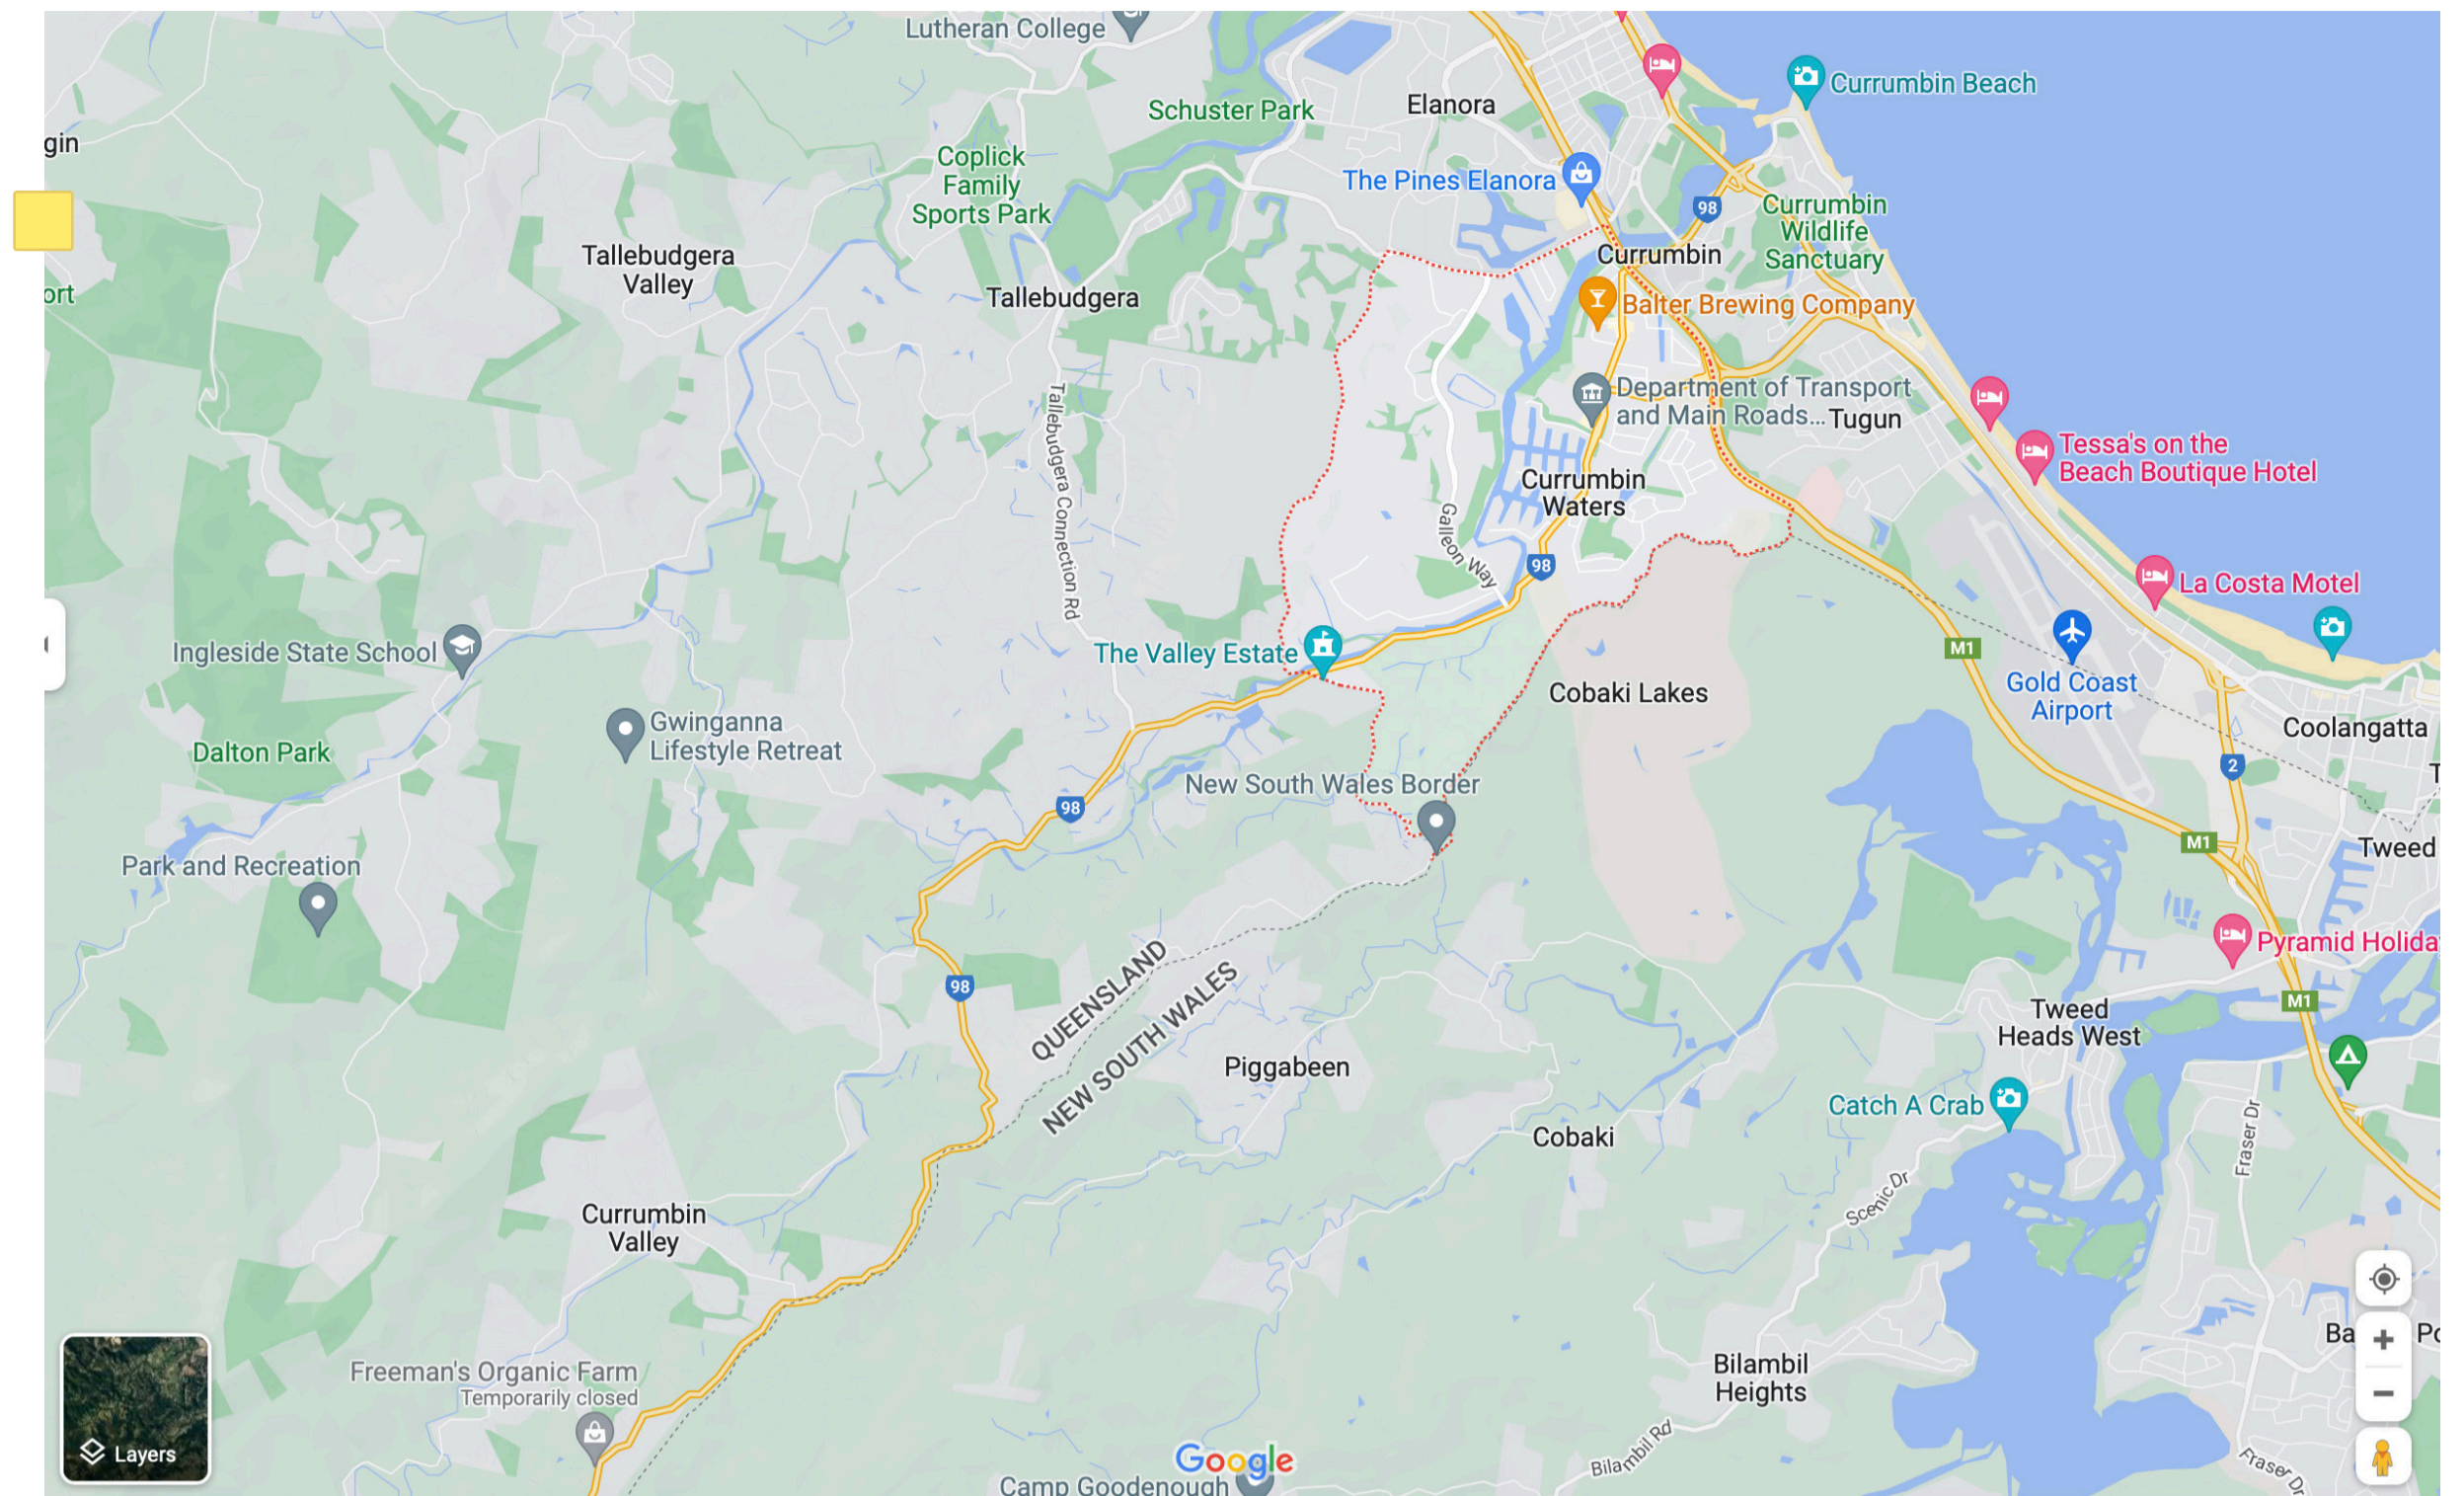 Lutheran College
Currumbin Beach
Elanora
Schuster Park
gin
Coplick
Family
Sports Park
The Pines Elanora
98
Currumbin
Wildlife
Sanctuary
Tallebudgera
Valley
Currumbin
ort
Tallebudgera
Balter Brewing Company
Department of Transport
and Main Roads...
Tugun
Tallebudgera Connection Rd
Tessa's on the
Beach Boutique Hotel
Currumbin
Waters
Galleon Way
98
La Costa Motel
Ingleside State School
The Valley Estate
M1
Gold Coast
Airport
Cobaki Lakes
Coolangatta
Gwinganna
Lifestyle Retreat
Dalton Park
2
T
New South Wales Border
98
M1
Tweed
Park and Recreation
Pyramid Holida
98
QUEENSLAND
NEW SOUTH WALES
M1
Tweed
Heads West
Piggabeen
Catch A Crab
Cobaki
Fraser Dr
Scenic Dr
Currumbin
Valley
Ba
Po
Bilambil
Heights
Freeman's Organic Farm
Temporarily closed
Layers
Google
Bilambil Rd
Fraser Dr
Camp Goodenough